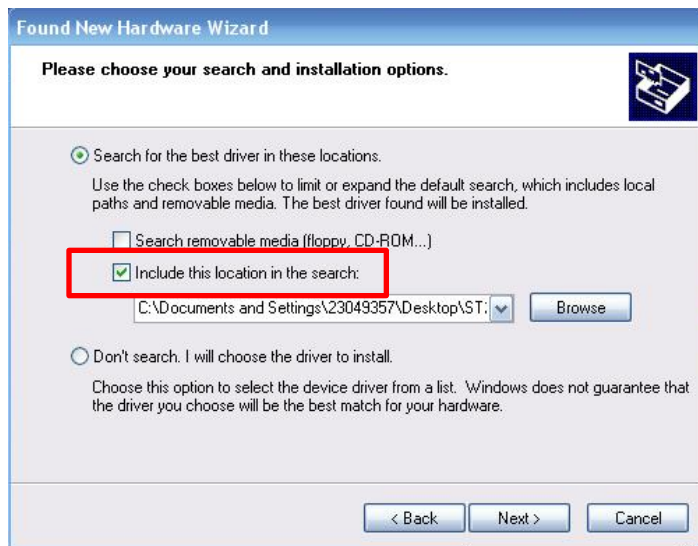 Found New Hardware Wizard
Please choose your search and installation options.
Search for the best driver in these locations.
Use the check boxes below to limit or expand the default search, which includes local
paths and removable media. The best driver found will be installed.
Search removable media (floppy, CD-ROM...)
Include this location in the search:
C:\Documents and Settings\23049357\Desktop\ST
Browse
Don't search. I will choose the driver to install.
Choose this option to select the device driver from a list. Windows does not guarantee that
the driver you choose will be the best match for your hardware.
< Back Next > Cancel